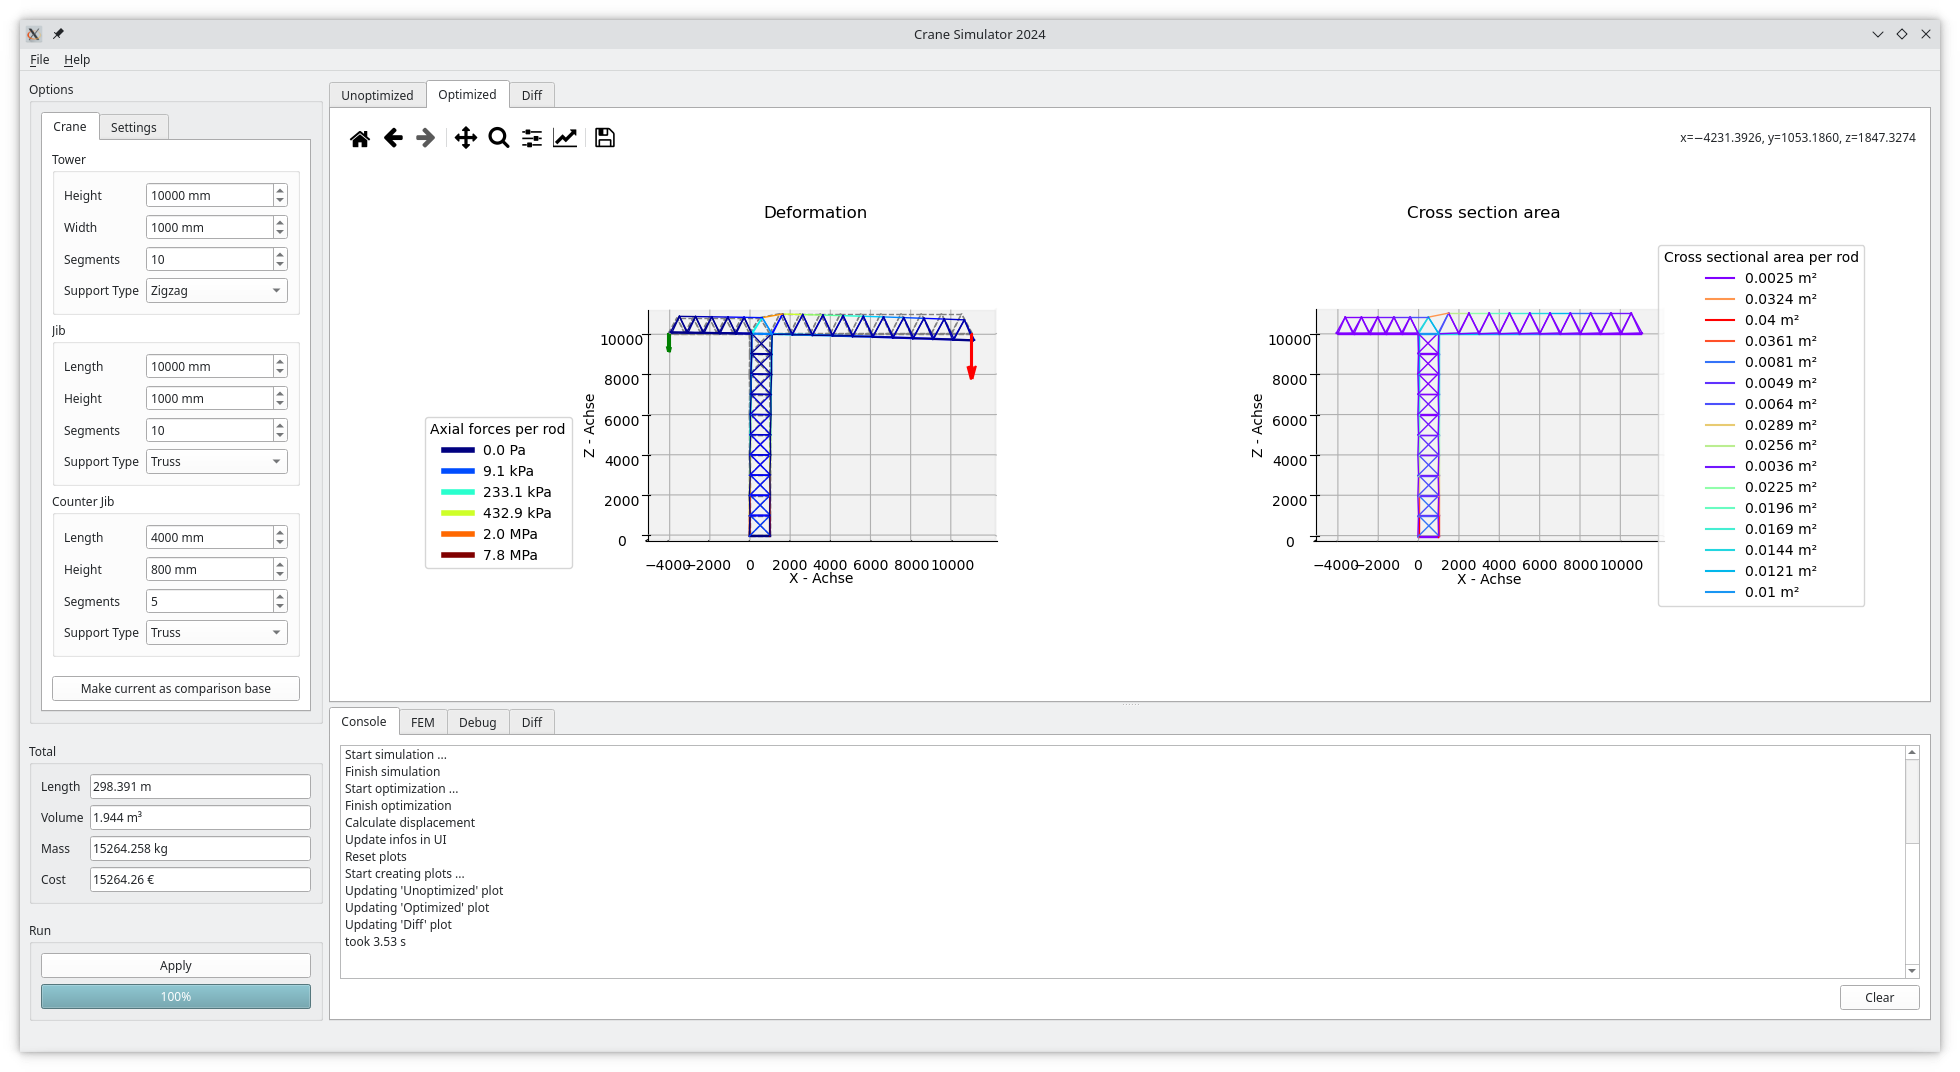 Crane Simulator 2024
File Help
Options
Crane Settings
Tower
Height 10000 mm
Width 1000 mm
Segments 10
Support Type Zigzag
Jib
Length 10000 mm
Height 1000 mm
Segments 10
Support Type Truss
Counter Jib
Length 4000 mm
Height 800 mm
Segments 5
Support Type Truss
Make current as comparison base
Total
Length 298.391 m
Volume 1.944 m³
Mass 15264.258 kg
Cost 15264.26 €
Run
Apply
100%
Unoptimized Optimized Diff
x=−4231.3926, y=1053.1860, z=1847.3274
Deformation
Axial forces per rod
0.0 Pa
9.1 kPa
233.1 kPa
432.9 kPa
2.0 MPa
7.8 MPa
Z - Achse
10000
8000
6000
4000
2000
0
−4000 −2000 0 2000 4000 6000 8000 10000
X - Achse
Cross section area
Z - Achse
10000
8000
6000
4000
2000
0
−4000 −2000 0 2000 4000 6000 8000 10000
X - Achse
Cross sectional area per rod
0.0025 m²
0.0324 m²
0.04 m²
0.0361 m²
0.0081 m²
0.0049 m²
0.0064 m²
0.0289 m²
0.0256 m²
0.0036 m²
0.0225 m²
0.0196 m²
0.0169 m²
0.0144 m²
0.0121 m²
0.01 m²
Console FEM Debug Diff
Start simulation ...
Finish simulation
Start optimization ...
Finish optimization
Calculate displacement
Update infos in UI
Reset plots
Start creating plots ...
Updating 'Unoptimized' plot
Updating 'Optimized' plot
Updating 'Diff' plot
took 3.53 s
Clear